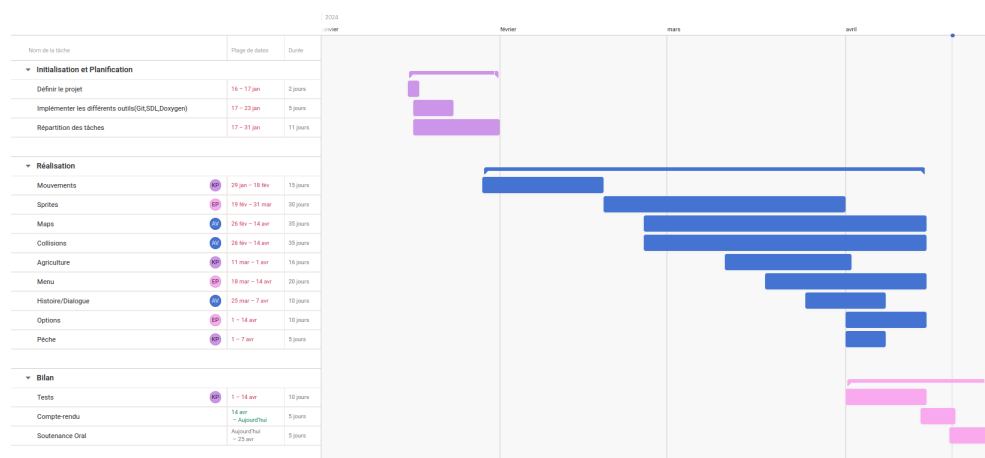 2024
nvier février mars avril
Nom de la tâche Plage de dates Durée
Initialisation et Planification
Définir le projet 16 – 17 jan 2 jours
Implémenter les différents outils(Git,SDL,Doxygen) 17 – 23 jan 5 jours
Répartition des tâches 17 – 31 jan 11 jours
Réalisation
Mouvements KP 29 jan – 18 fév 15 jours
Sprites EP 19 fév – 31 mar 30 jours
Maps AV 26 fév – 14 avr 35 jours
Collisions AV 26 fév – 14 avr 35 jours
Agriculture KP 11 mar – 1 avr 16 jours
Menu EP 18 mar – 14 avr 20 jours
Histoire/Dialogue AV 25 mar – 7 avr 10 jours
Options EP 1 – 14 avr 10 jours
Pêche KP 1 – 7 avr 5 jours
Bilan
Tests KP 1 – 14 avr 10 jours
Compte-rendu 14 avr – Aujourd'hui 5 jours
Soutenance Oral Aujourd'hui – 25 avr 5 jours